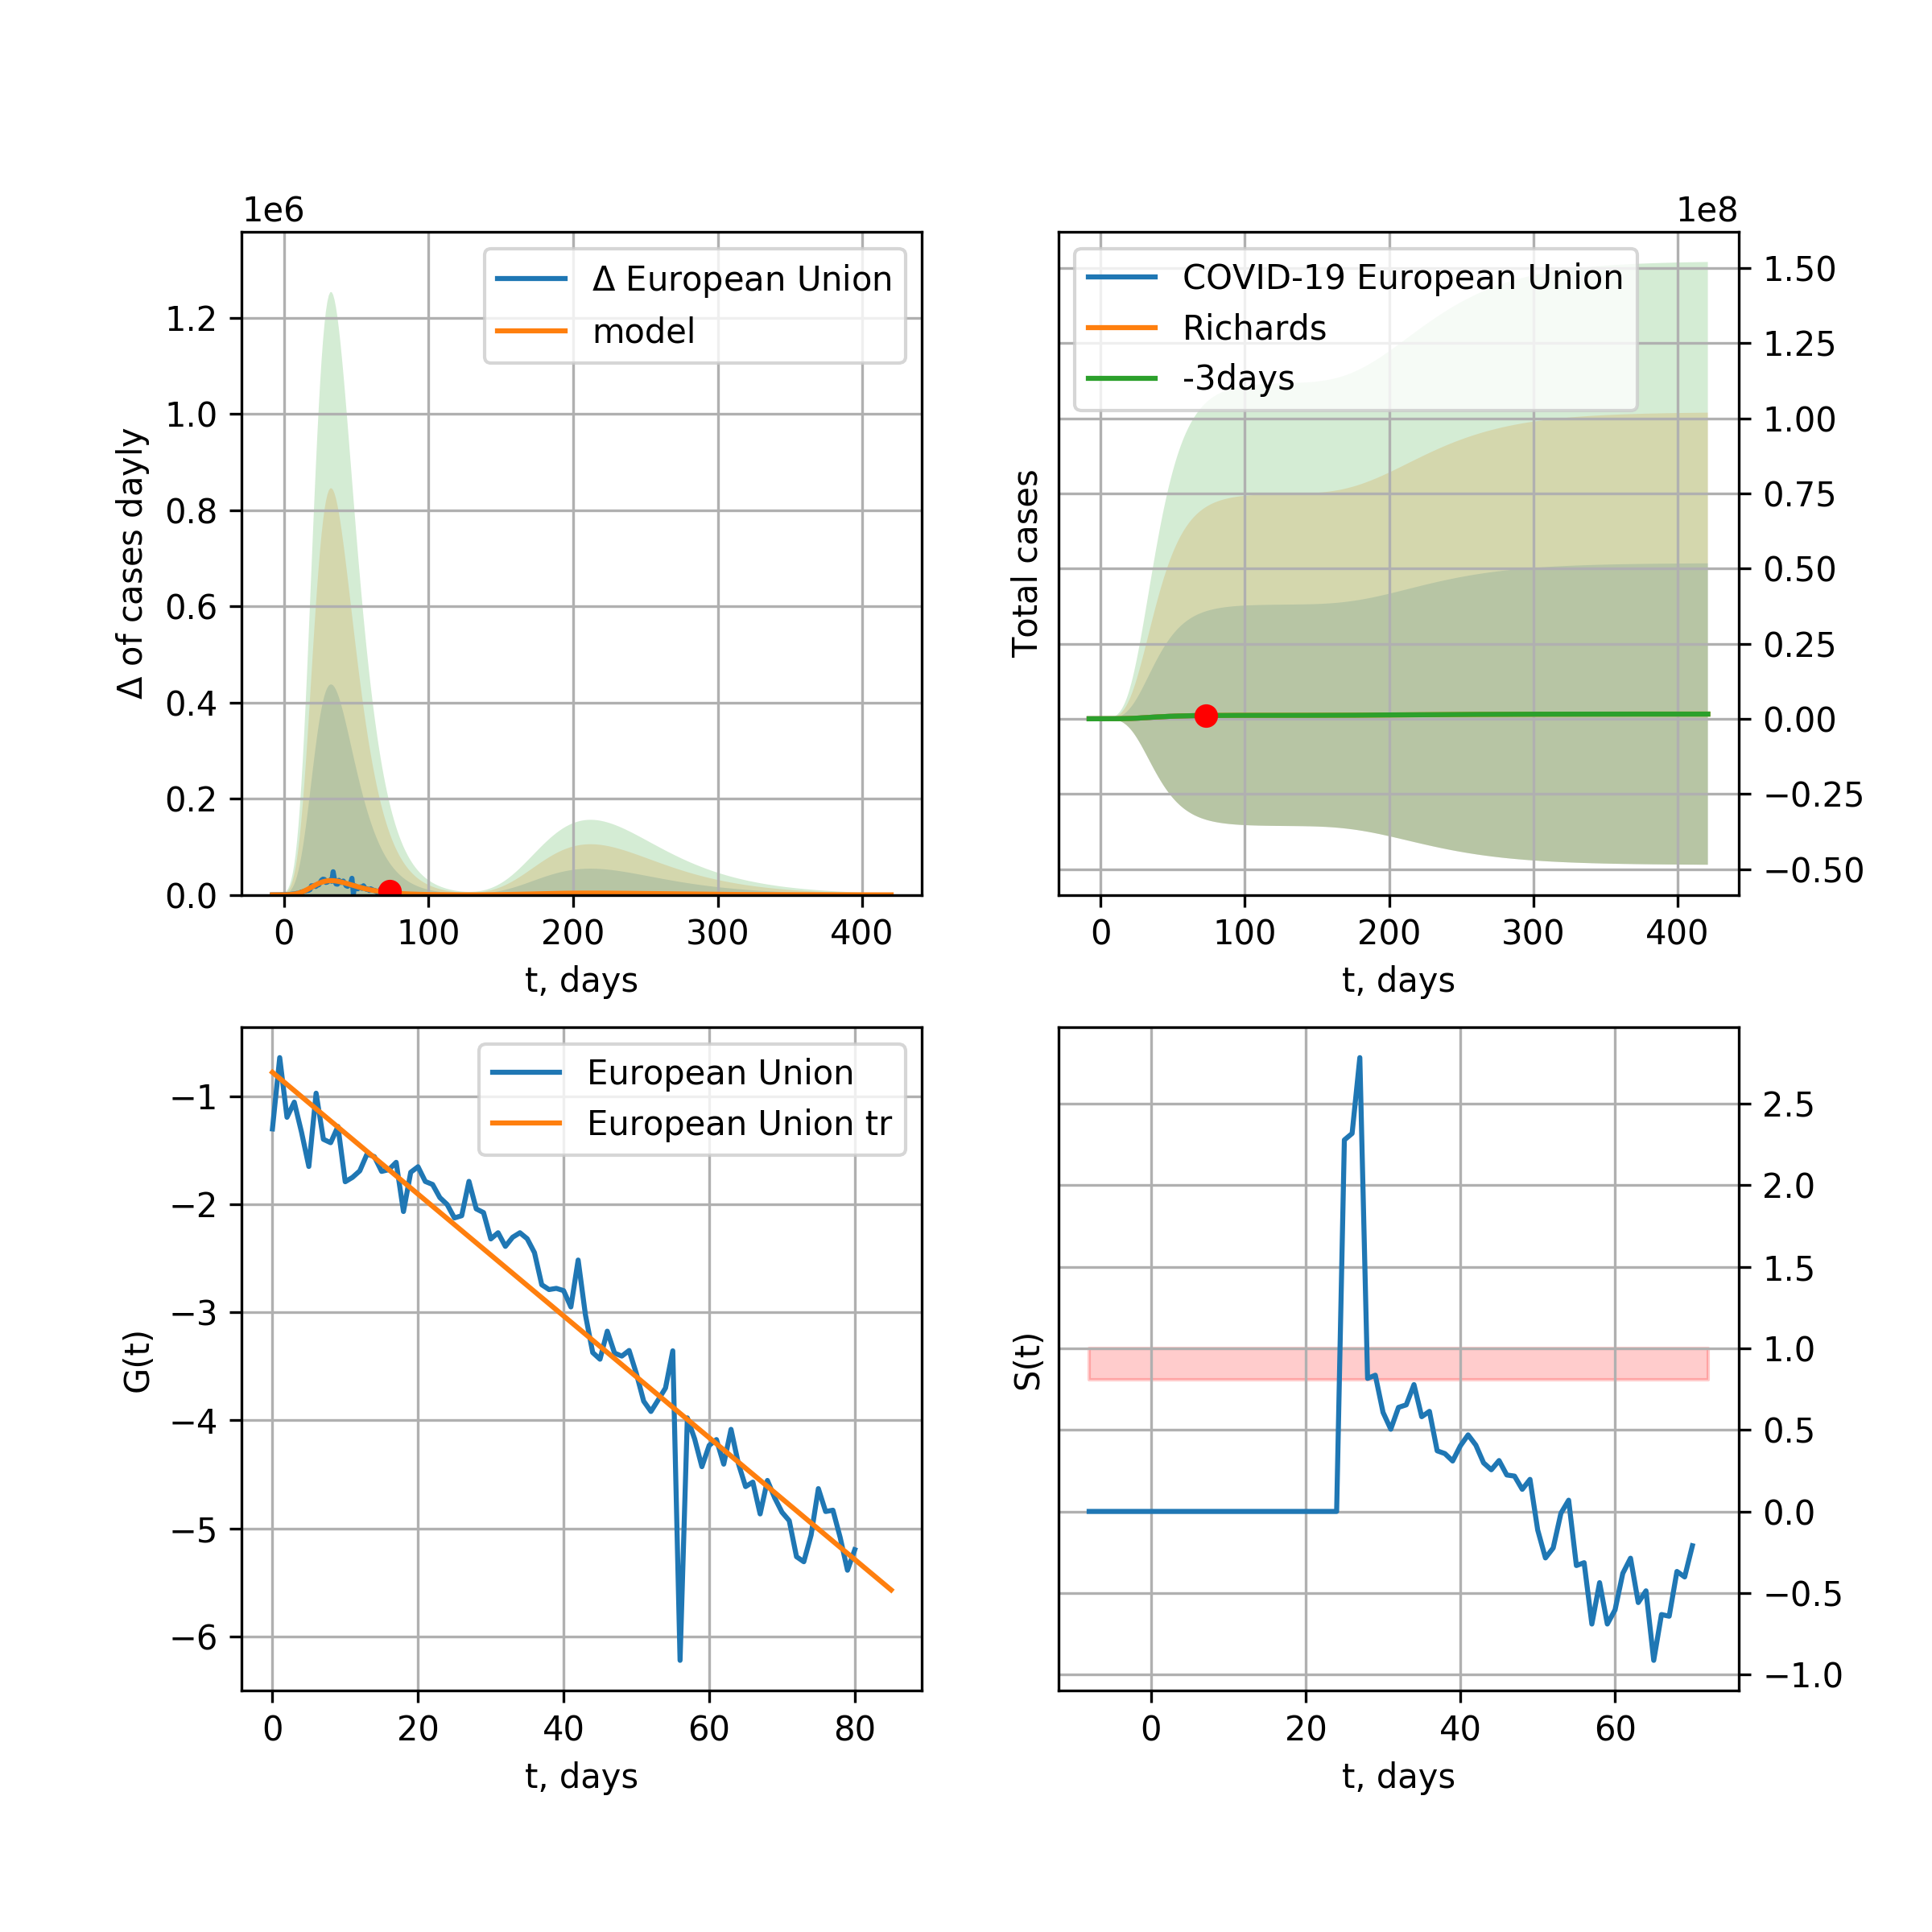 1e6
Δ European Union
model
1.2
1.0
0.8
0.6
0.4
0.2
0.0
Δ of cases dayly
0 100 200 300 400
t, days
1e8
COVID-19 European Union
Richards
-3days
1.50
1.25
1.00
0.75
0.50
0.25
0.00
−0.25
−0.50
Total cases
0 100 200 300 400
t, days
European Union
European Union tr
−1
−2
−3
−4
−5
−6
G(t)
0 20 40 60 80
t, days
2.5
2.0
1.5
1.0
0.5
0.0
−0.5
−1.0
S(t)
0 20 40 60
t, days